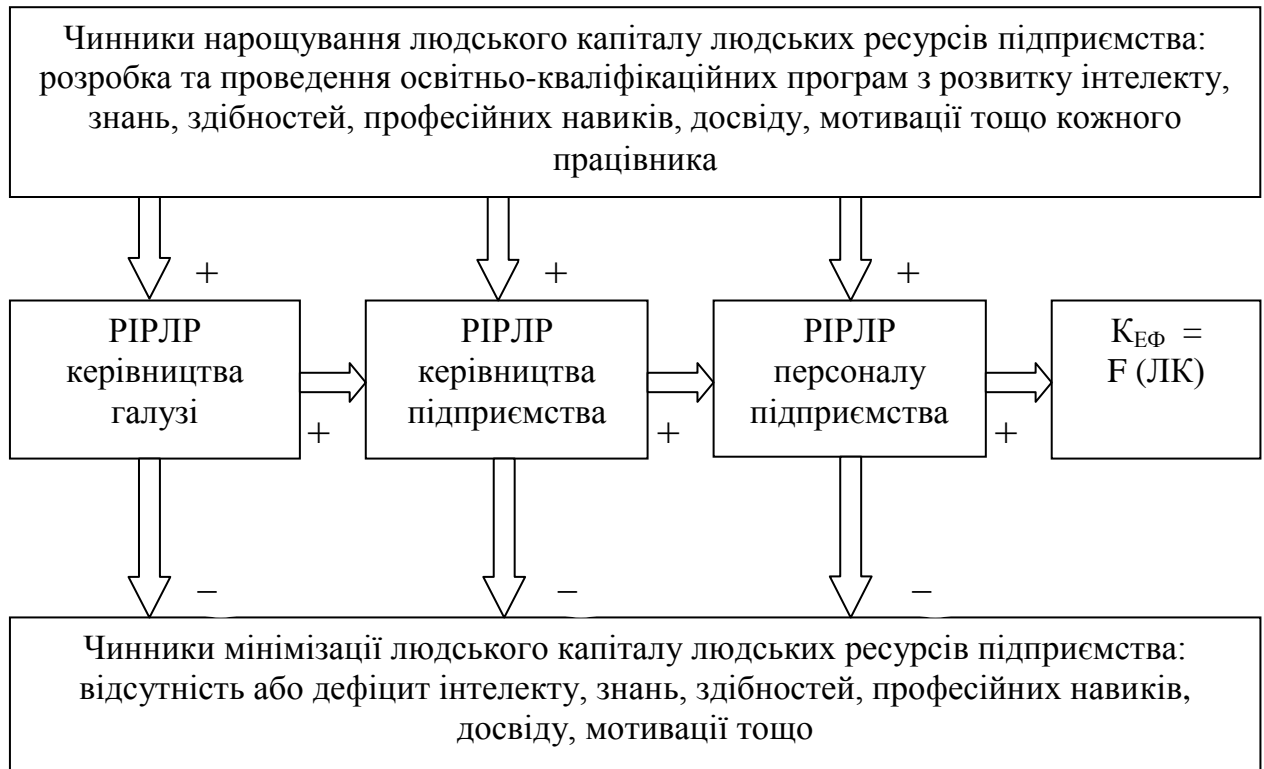 Чинники нарощування людського капіталу людських ресурсів підприємства:
розробка та проведення освітньо-кваліфікаційних програм з розвитку інтелекту,
знань, здібностей, професійних навиків, досвіду, мотивації тощо кожного
працівника
+ + +
РІРЛР
керівництва
галузі
+
РІРЛР
керівництва
підприємства
+
РІРЛР
персоналу
підприємства
+
К_ЕФ =
F (ЛК)
– – –
Чинники мінімізації людського капіталу людських ресурсів підприємства:
відсутність або дефіцит інтелекту, знань, здібностей, професійних навиків,
досвіду, мотивації тощо